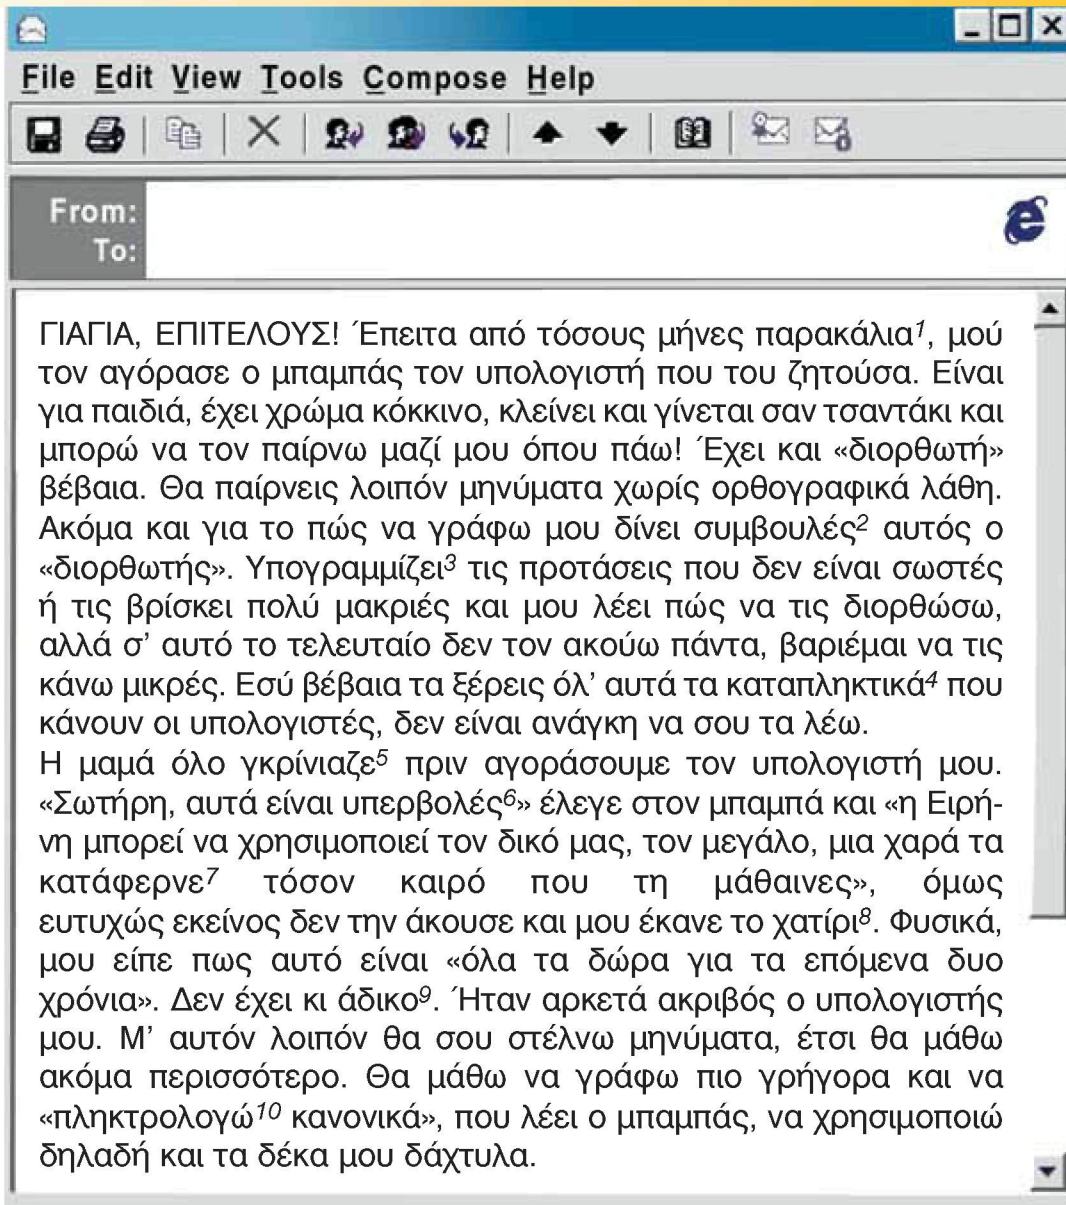 File Edit View Tools Compose Help
From:
To:
ΓΙΑΓΙΑ, ΕΠΙΤΕΛΟΥΣ! Έπειτα από τόσους μήνες παρακάλια1, μού
τον αγόρασε ο μπαμπάς τον υπολογιστή που του ζητούσα. Είναι
για παιδιά, έχει χρώμα κόκκινο, κλείνει και γίνεται σαν τσαντάκι και
μπορώ να τον παίρνω μαζί μου όπου πάω! Έχει και «διορθωτή»
βέβαια. Θα παίρνεις λοιπόν μηνύματα χωρίς ορθογραφικά λάθη.
Ακόμα και για το πώς να γράφω μου δίνει συμβουλές2 αυτός ο
«διορθωτής». Υπογραμμίζει3 τις προτάσεις που δεν είναι σωστές
ή τις βρίσκει πολύ μακριές και μου λέει πώς να τις διορθώσω,
αλλά σ' αυτό το τελευταίο δεν τον ακούω πάντα, βαριέμαι να τις
κάνω μικρές. Εσύ βέβαια τα ξέρεις όλ' αυτά τα καταπληκτικά4 που
κάνουν οι υπολογιστές, δεν είναι ανάγκη να σου τα λέω.
Η μαμά όλο γκρίνιαζε5 πριν αγοράσουμε τον υπολογιστή μου.
«Σωτήρη, αυτά είναι υπερβολές6» έλεγε στον μπαμπά και «η Ειρή-
νη μπορεί να χρησιμοποιεί τον δικό μας, τον μεγάλο, μια χαρά τα
κατάφερνε7 τόσον καιρό που τη μάθαινες», όμως
ευτυχώς εκείνος δεν την άκουσε και μου έκανε το χατίρι8. Φυσικά,
μου είπε πως αυτό είναι «όλα τα δώρα για τα επόμενα δυο
χρόνια». Δεν έχει κι άδικο9. Ήταν αρκετά ακριβός ο υπολογιστής
μου. Μ' αυτόν λοιπόν θα σου στέλνω μηνύματα, έτσι θα μάθω
ακόμα περισσότερο. Θα μάθω να γράφω πιο γρήγορα και να
«πληκτρολογώ10 κανονικά», που λέει ο μπαμπάς, να χρησιμοποιώ
δηλαδή και τα δέκα μου δάχτυλα.